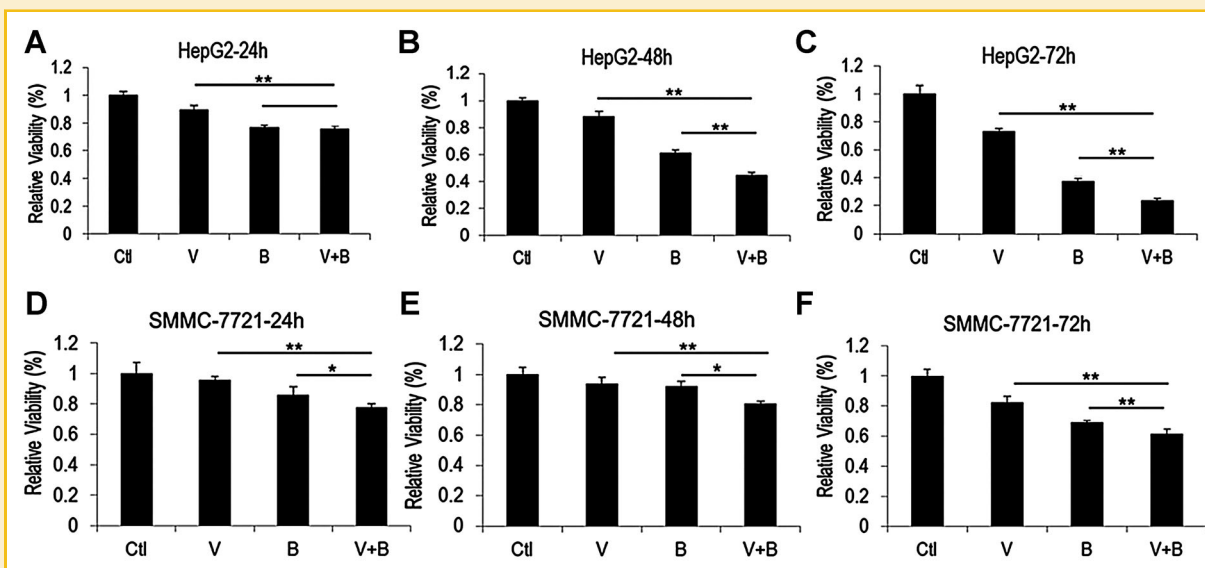 A
HepG2-24h
Relative Viability (%)
1.2
1
0.8
0.6
0.4
0.2
0
**
Ctl V B V+B
B
HepG2-48h
Relative Viability (%)
1.2
1
0.8
0.6
0.4
0.2
0
**
**
Ctl V B V+B
C
HepG2-72h
Relative Viability (%)
1.2
1
0.8
0.6
0.4
0.2
0
**
**
Ctl V B V+B
D
SMMC-7721-24h
Relative Viability (%)
1.2
1
0.8
0.6
0.4
0.2
0
**
*
Ctl V B V+B
E
SMMC-7721-48h
Relative Viability (%)
1.2
1
0.8
0.6
0.4
0.2
0
**
*
Ctl V B V+B
F
SMMC-7721-72h
Relative Viability (%)
1.2
1
0.8
0.6
0.4
0.2
0
**
**
Ctl V B V+B